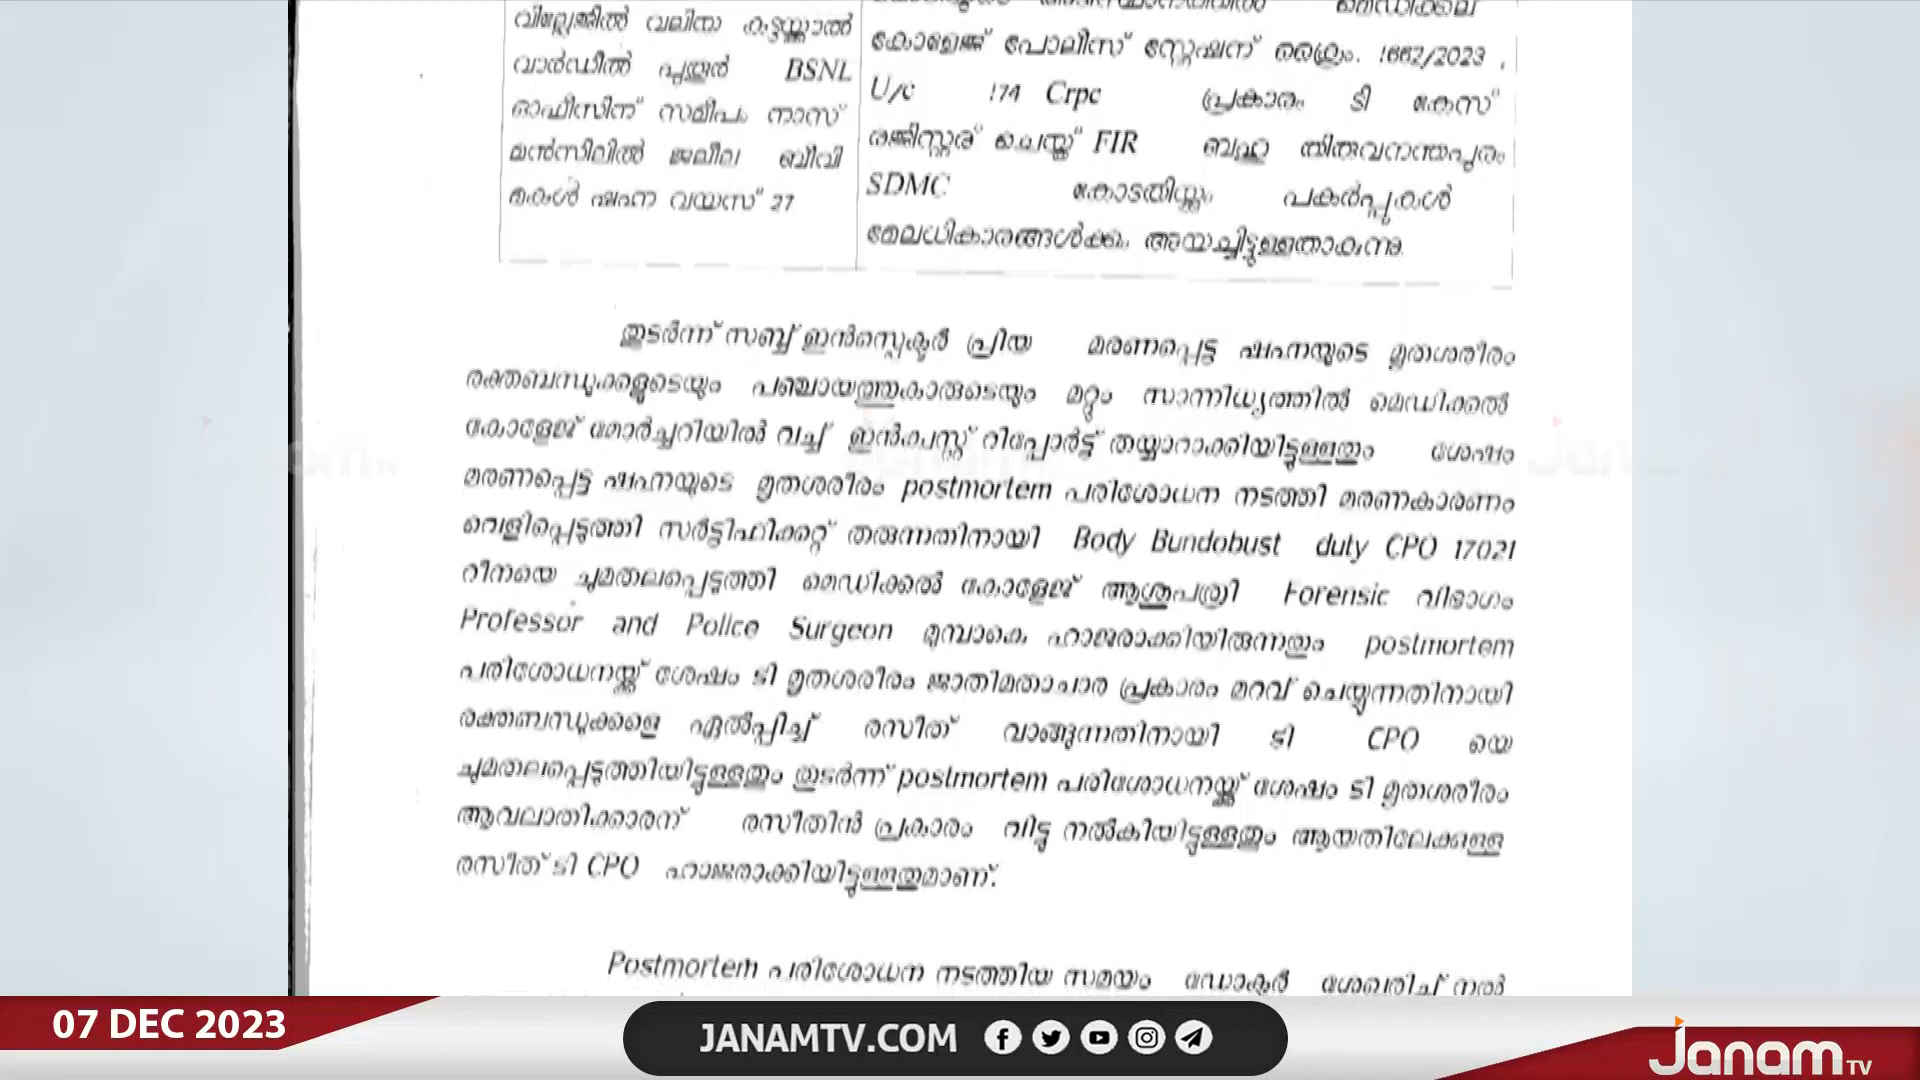 വില്ലേജിൽ വലിയ കട്ടയ്ക്കാൽ
വാർഡിൽ പുതൂർ BSNL
ഓഫിസിന് സമീപം നാസ്
മൻസിലിൽ ജലീല ബീവി
മകൾ ഷഹന വയസ് 27
കോളേജ് പോലിസ് സ്റ്റേഷന് ക്രൈം. 1662/2023 ,
U/c 174 Crpc പ്രകാരം ടി കേസ്
രജിസ്റ്റർ ചെയ്ത് FIR ബഹു തിരുവനന്തപുരം
SDMC കോടയിസ്സും പകർപ്പുകൾ
മേലധികാരങ്ങൾക്കും അയച്ചിട്ടുള്ളതാകുന്നു.
തുടർന്ന് സബ്ബ് ഇൻസ്പെക്ടർ പ്രിയ മരണപ്പെട്ട ഷഹനയുടെ മൃതശരീരം
രക്തബന്ധുക്കളുടെയും പഞ്ചായത്തുകാരുടെയും മറ്റും സാന്നിധ്യത്തിൽ മെഡിക്കൽ
കോളേജ് മോർച്ചറിയിൽ വച്ച് ഇൻക്വസ്റ്റ് റിപ്പോർട്ട് തയ്യാറാക്കിയിട്ടുള്ളതും ശേഷം
മരണപ്പെട്ട ഷഹനയുടെ മൃതശരീരം postmortem പരിശോധന നടത്തി മരണകാരണം
വെളിപ്പെടുത്തി സർട്ടിഫിക്കറ്റ് തരുന്നതിനായി Body Bundobust duty CPO 17021
റീനയെ ചുമതലപ്പെടുത്തി മെഡിക്കൽ കോളേജ് ആശുപത്രി Forensic വിഭാഗം
Professor and Police Surgeon മുമ്പാകെ ഹാജരാക്കിയിരുന്നതും postmortem
പരിശോധനയ്ക്ക് ശേഷം ടി മൃതശരീരം ജാതിമതാചാര പ്രകാരം മറവ് ചെയ്യുന്നതിനായി
രക്തബന്ധുക്കളെ ഏൽപ്പിച്ച് രസീത് വാങ്ങുന്നതിനായി ടി CPO യെ
ചുമതലപ്പെടുത്തിയിട്ടുള്ളതും തുടർന്ന് postmortem പരിശോധനയ്ക്ക് ശേഷം ടി മൃതശരീരം
ആവലാതിക്കാരന് രസീതിൻ പ്രകാരം വിട്ടു നൽകിയിട്ടുള്ളതും ആയതിലേക്കുള്ള
രസീത് ടി CPO ഹാജരാക്കിയിട്ടുള്ളതുമാണ്.
Postmortem പരിശോധന നടത്തിയ സമയം ഡോക്ടർ ശേഖരിച്ച് നൽ
07 DEC 2023
JANAMTV.COM
Janam TV